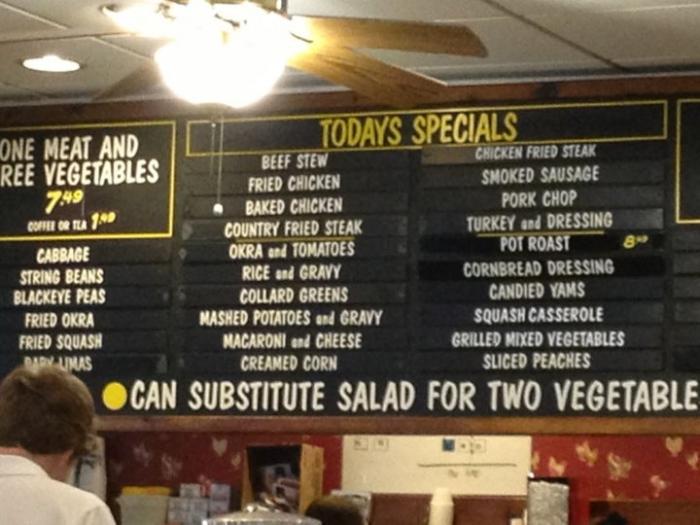 ONE MEAT AND
REE VEGETABLES
7.49
COFFEE OR TEA 1.49
CABBAGE
STRING BEANS
BLACKEYE PEAS
FRIED OKRA
FRIED SQUASH
BABY LIMAS
TODAYS SPECIALS
BEEF STEW
FRIED CHICKEN
BAKED CHICKEN
COUNTRY FRIED STEAK
OKRA and TOMATOES
RICE and GRAVY
COLLARD GREENS
MASHED POTATOES and GRAVY
MACARONI and CHEESE
CREAMED CORN
CHICKEN FRIED STEAK
SMOKED SAUSAGE
PORK CHOP
TURKEY and DRESSING
POT ROAST 8.49
CORNBREAD DRESSING
CANDIED YAMS
SQUASH CASSEROLE
GRILLED MIXED VEGETABLES
SLICED PEACHES
CAN SUBSTITUTE SALAD FOR TWO VEGETABLE